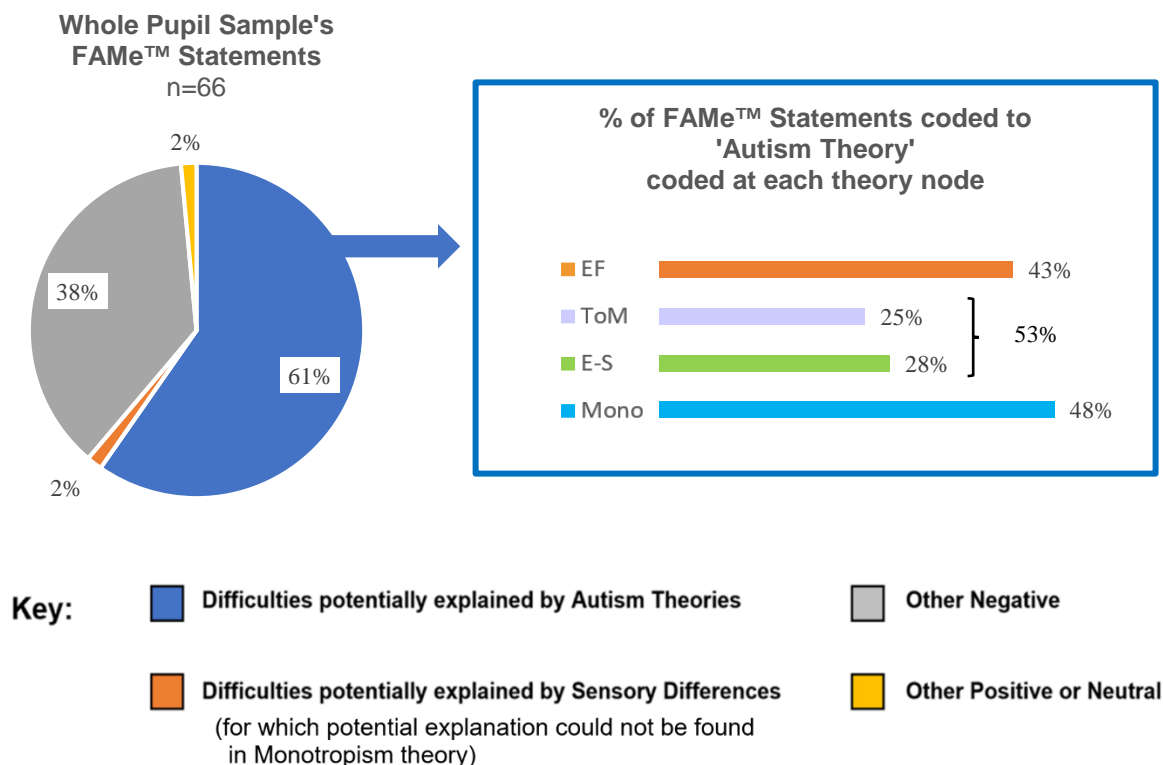 Whole Pupil Sample's
FAMe™ Statements
n=66
2%
38%
61%
2%
% of FAMe™ Statements coded to
'Autism Theory'
coded at each theory node
EF 43%
ToM 25%
53%
E-S 28%
Mono 48%
Key:
Difficulties potentially explained by Autism Theories
Other Negative
Difficulties potentially explained by Sensory Differences
(for which potential explanation could not be found
in Monotropism theory)
Other Positive or Neutral